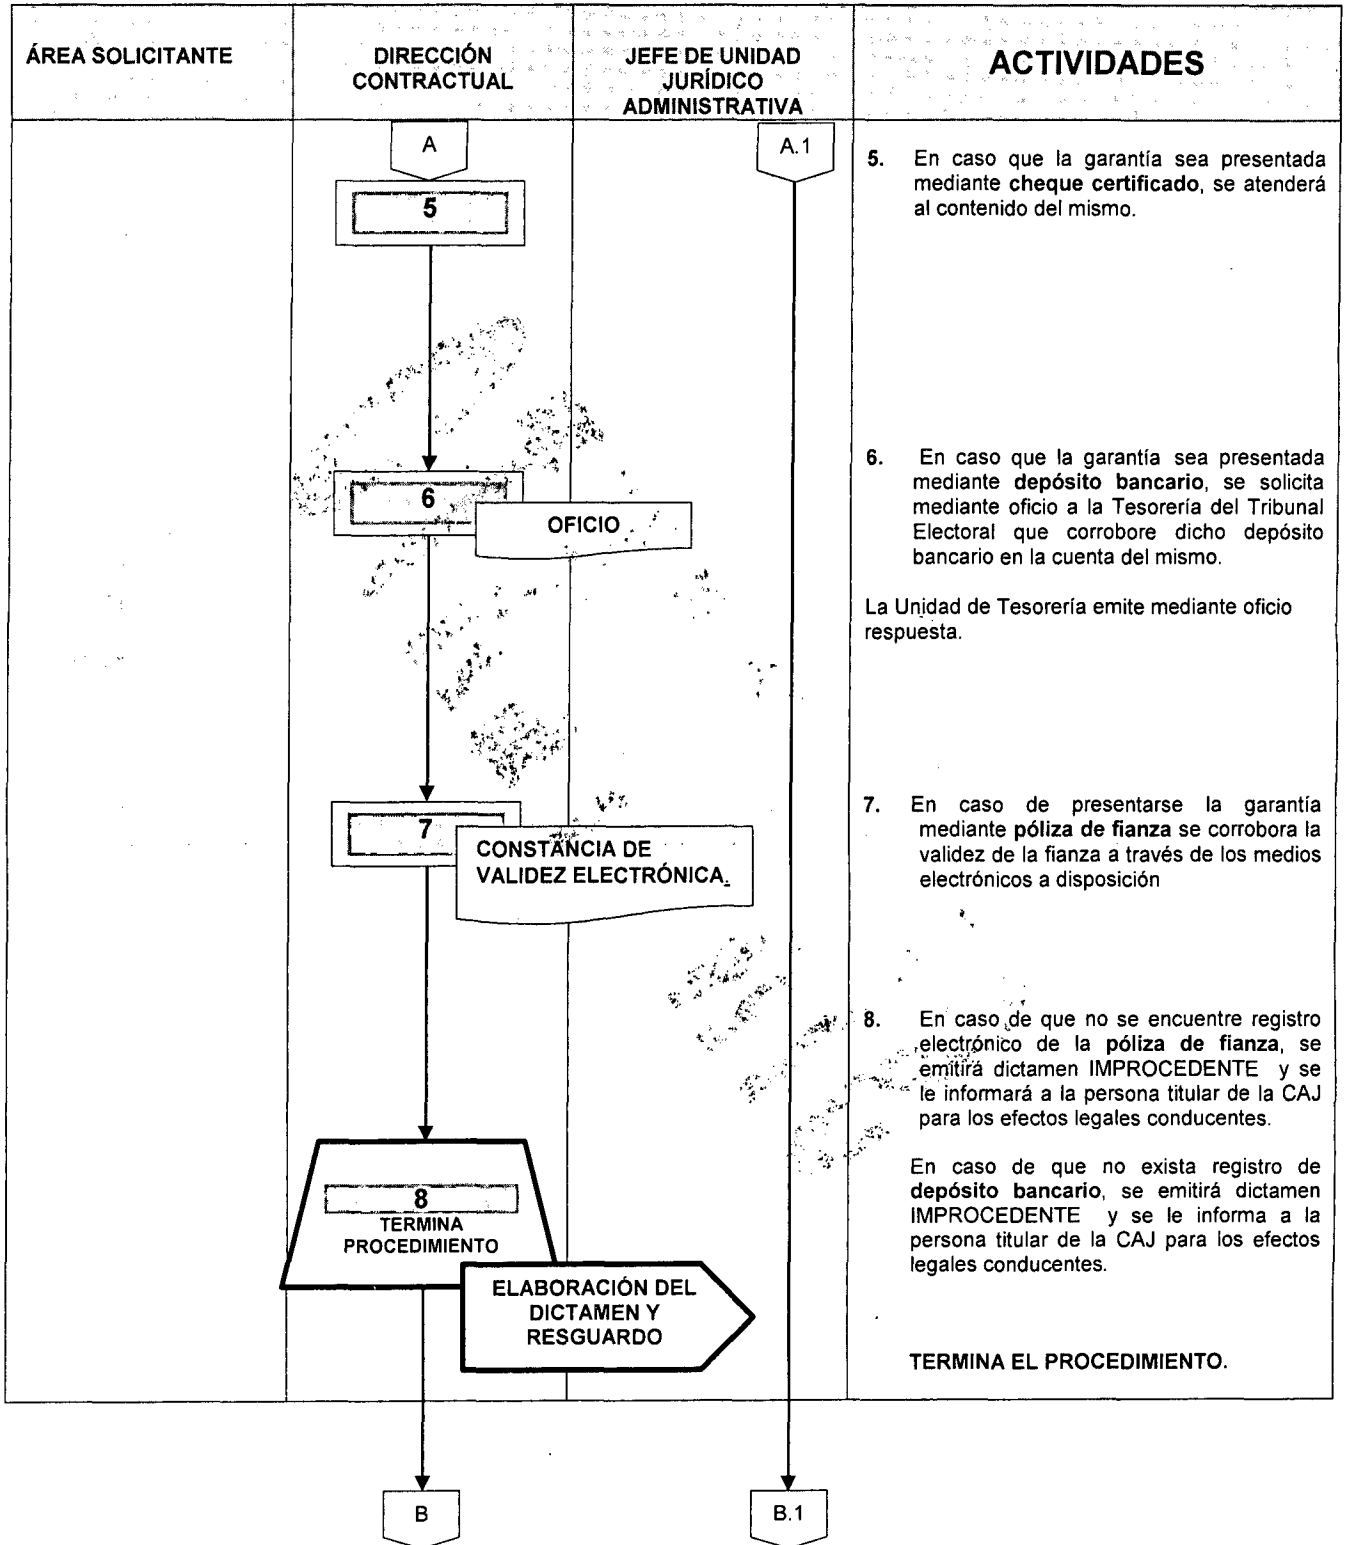 ÁREA SOLICITANTE
DIRECCIÓN
CONTRACTUAL
JEFE DE UNIDAD
JURÍDICO
ADMINISTRATIVA
ACTIVIDADES
A
A.1
5
5. En caso que la garantía sea presentada
mediante cheque certificado, se atenderá
al contenido del mismo.
6
OFICIO
6. En caso que la garantía sea presentada
mediante depósito bancario, se solicita
mediante oficio a la Tesorería del Tribunal
Electoral que corrobore dicho depósito
bancario en la cuenta del mismo.
La Unidad de Tesorería emite mediante oficio
respuesta.
7
CONSTANCIA DE
VALIDEZ ELECTRÓNICA.
7. En caso de presentarse la garantía
mediante póliza de fianza se corrobora la
validez de la fianza a través de los medios
electrónicos a disposición
8. En caso de que no se encuentre registro
electrónico de la póliza de fianza, se
emitirá dictamen IMPROCEDENTE y se
le informará a la persona titular de la CAJ
para los efectos legales conducentes.
En caso de que no exista registro de
depósito bancario, se emitirá dictamen
IMPROCEDENTE y se le informa a la
persona titular de la CAJ para los efectos
legales conducentes.
8
TERMINA
PROCEDIMIENTO
ELABORACIÓN DEL
DICTAMEN Y
RESGUARDO
TERMINA EL PROCEDIMIENTO.
B
B.1